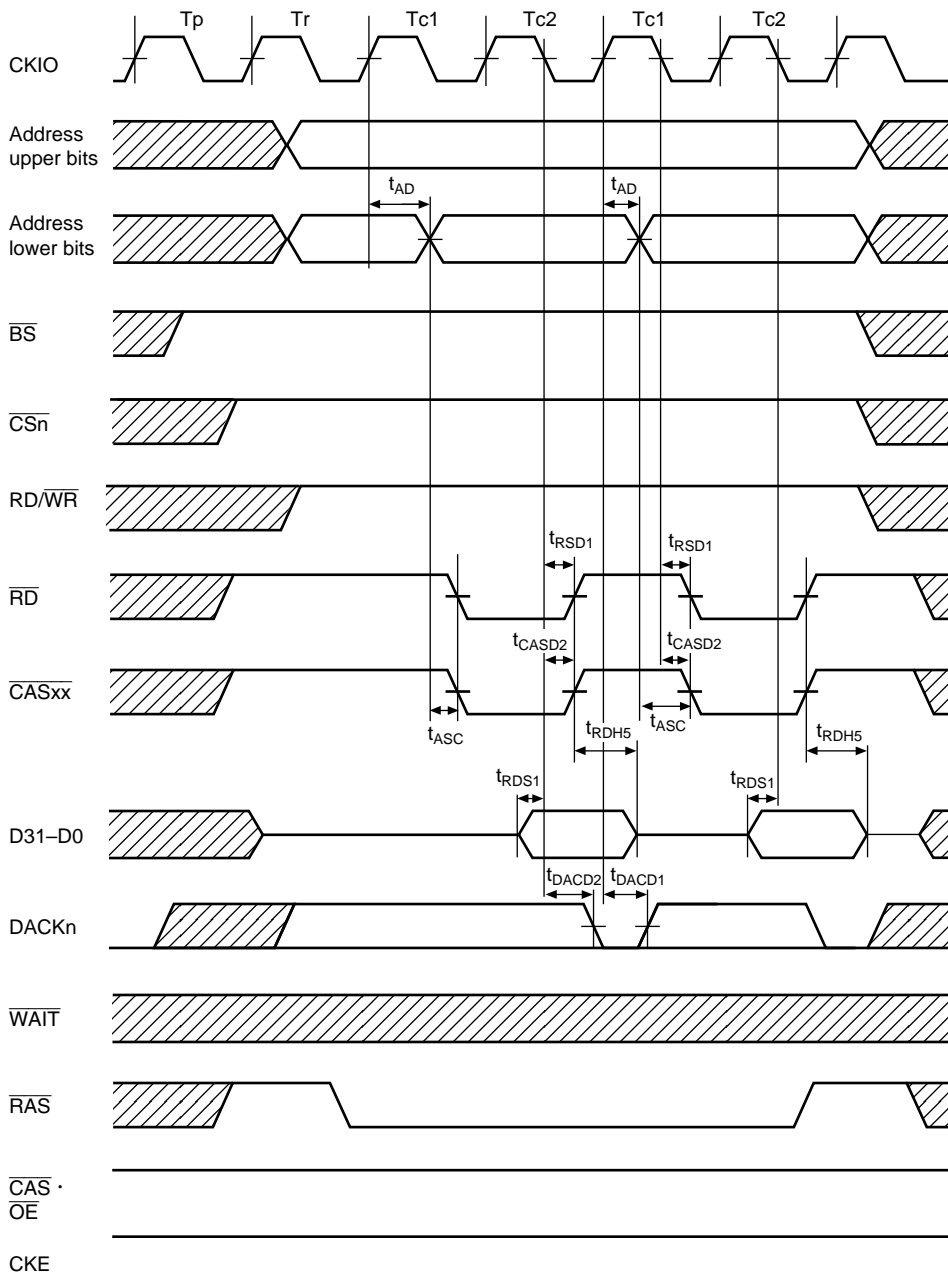 Tp Tr Tc1 Tc2 Tc1 Tc2
CKIO
Address
upper bits
tAD tAD
Address
lower bits
BS
CSn
RD/WR
tRSD1 tRSD1
RD
tCASD2 tCASD2
CASxx
tASC tASC
tRDH5 tRDH5
tRDS1 tRDS1
D31–D0
tDACD2 tDACD1
DACKn
WAIT
RAS
CAS ·
OE
CKE